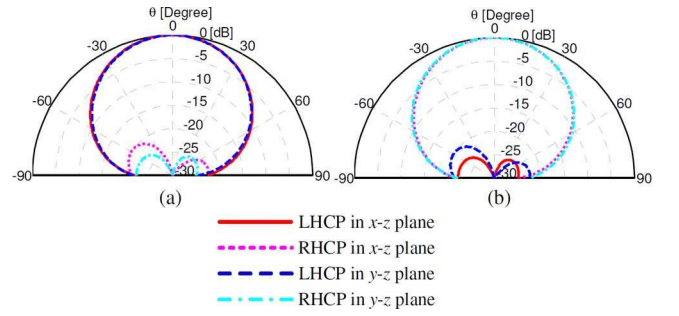 θ [Degree]
0
0 [dB]
-30
30
-5
-10
-60
60
-15
-20
-25
-90
-30
90
(a)
θ [Degree]
0
0 [dB]
-30
30
-5
-10
-60
60
-15
-20
-25
-90
-30
90
(b)
LHCP in x-z plane
RHCP in x-z plane
LHCP in y-z plane
RHCP in y-z plane